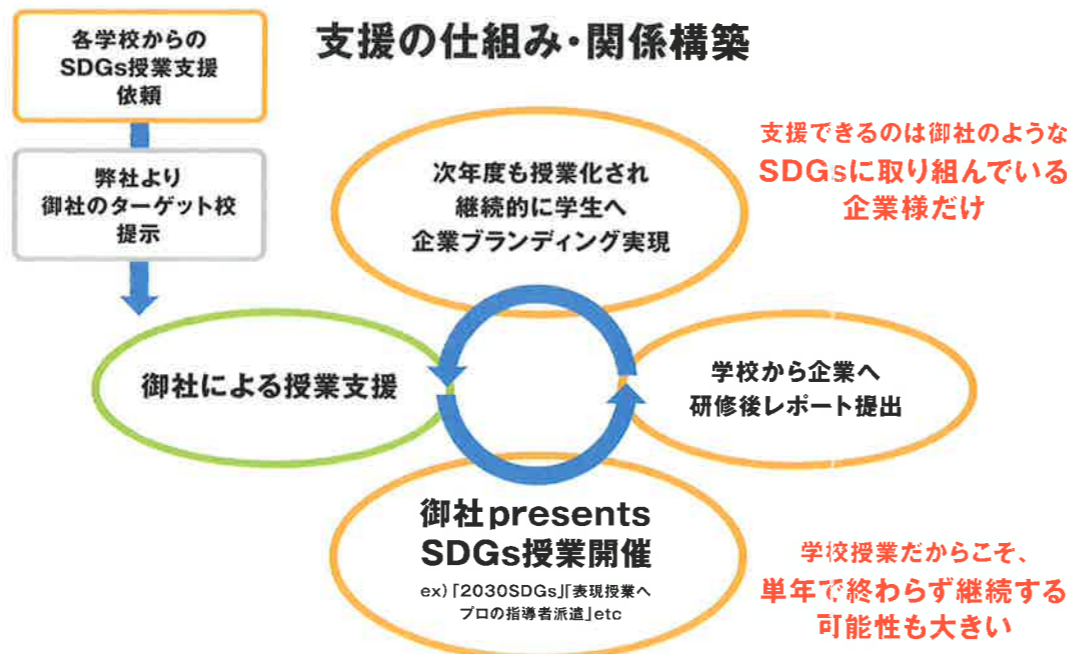 支援の仕組み・関係構築
各学校からの
SDGs授業支援
依頼
弊社より
御社のターゲット校
提示
支援できるのは御社のような
SDGsに取り組んでいる
企業様だけ
次年度も授業化され
継続的に学生へ
企業ブランディング実現
御社による授業支援
学校から企業へ
研修後レポート提出
御社presents
SDGs授業開催
ex)「2030SDGs」「表現授業へ
プロの指導者派遣」etc
学校授業だからこそ、
単年で終わらず継続する
可能性も大きい